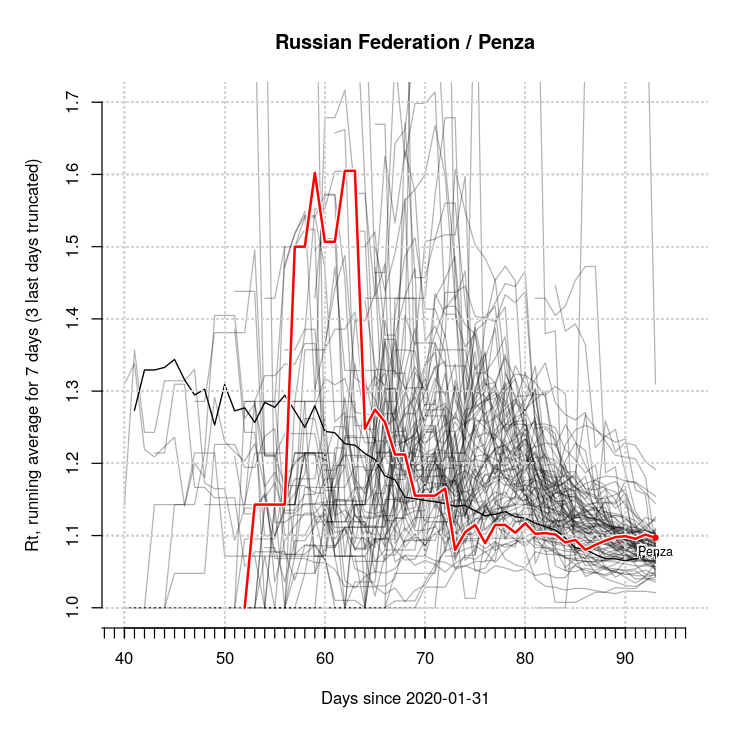 Russian Federation / Penza
Rt, running average for 7 days (3 last days truncated)
1.7
1.6
1.5
1.4
1.3
1.2
1.1
1.0
Penza
40 50 60 70 80 90
Days since 2020-01-31